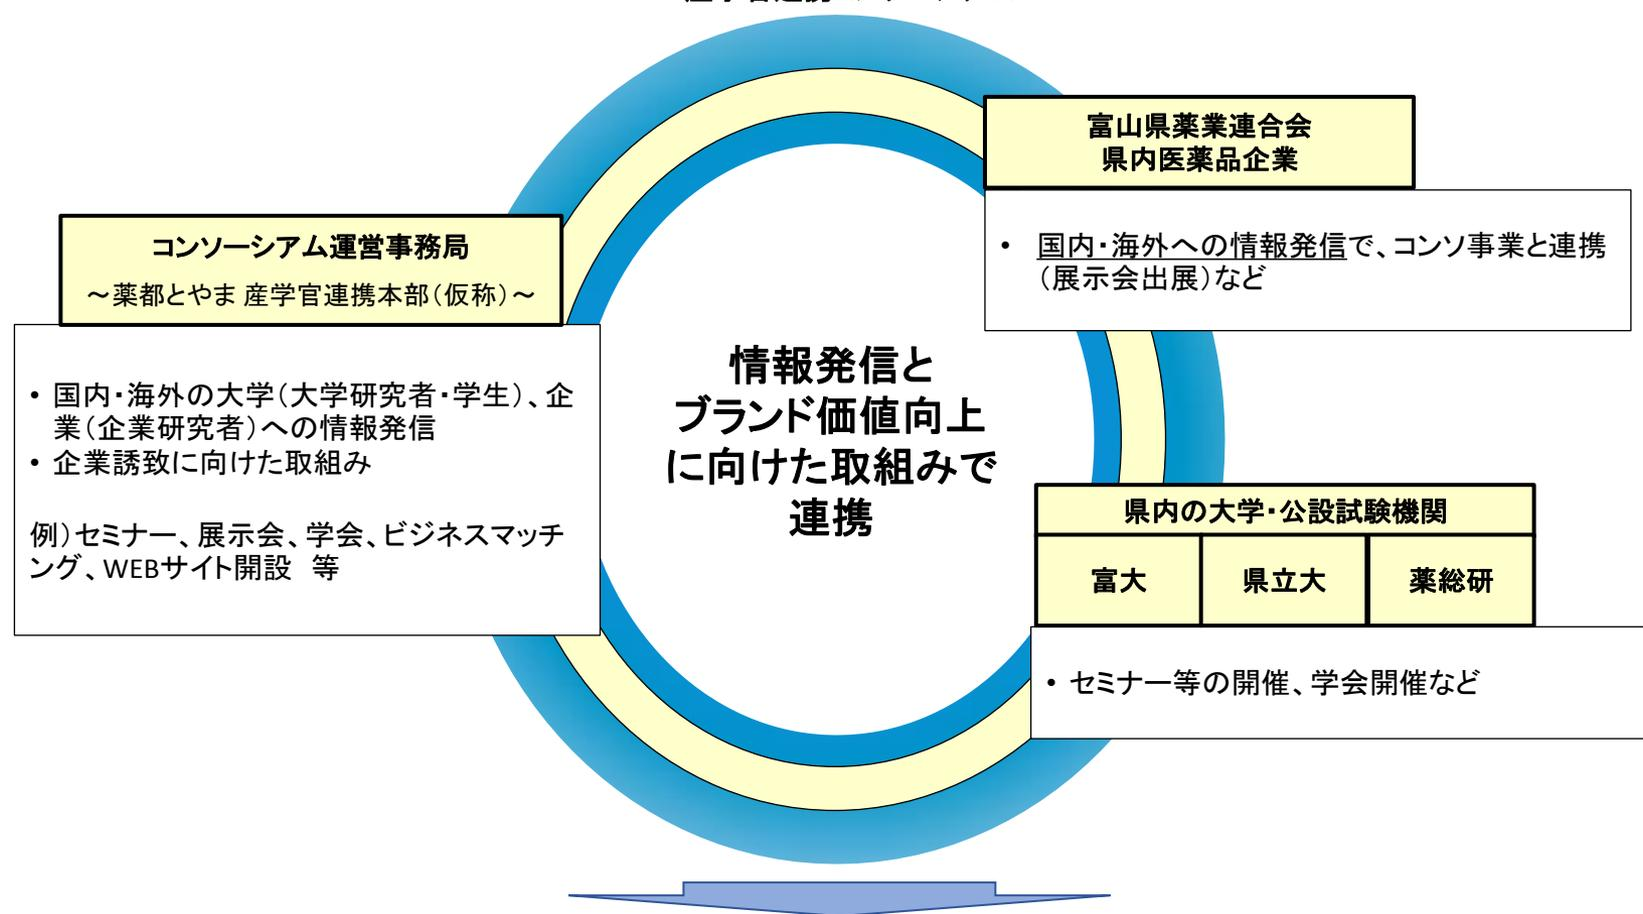 富山県薬業連合会
県内医薬品企業
• 国内・海外への情報発信で、コンソ事業と連携
（展示会出展）など
コンソーシアム運営事務局
～薬都とやま 産学官連携本部（仮称）～
• 国内・海外の大学（大学研究者・学生）、企
業（企業研究者）への情報発信
• 企業誘致に向けた取組み
例）セミナー、展示会、学会、ビジネスマッチ
ング、WEBサイト開設　等
情報発信と
ブランド価値向上
に向けた取組みで
連携
県内の大学・公設試験機関
富大 県立大 薬総研
• セミナー等の開催、学会開催など